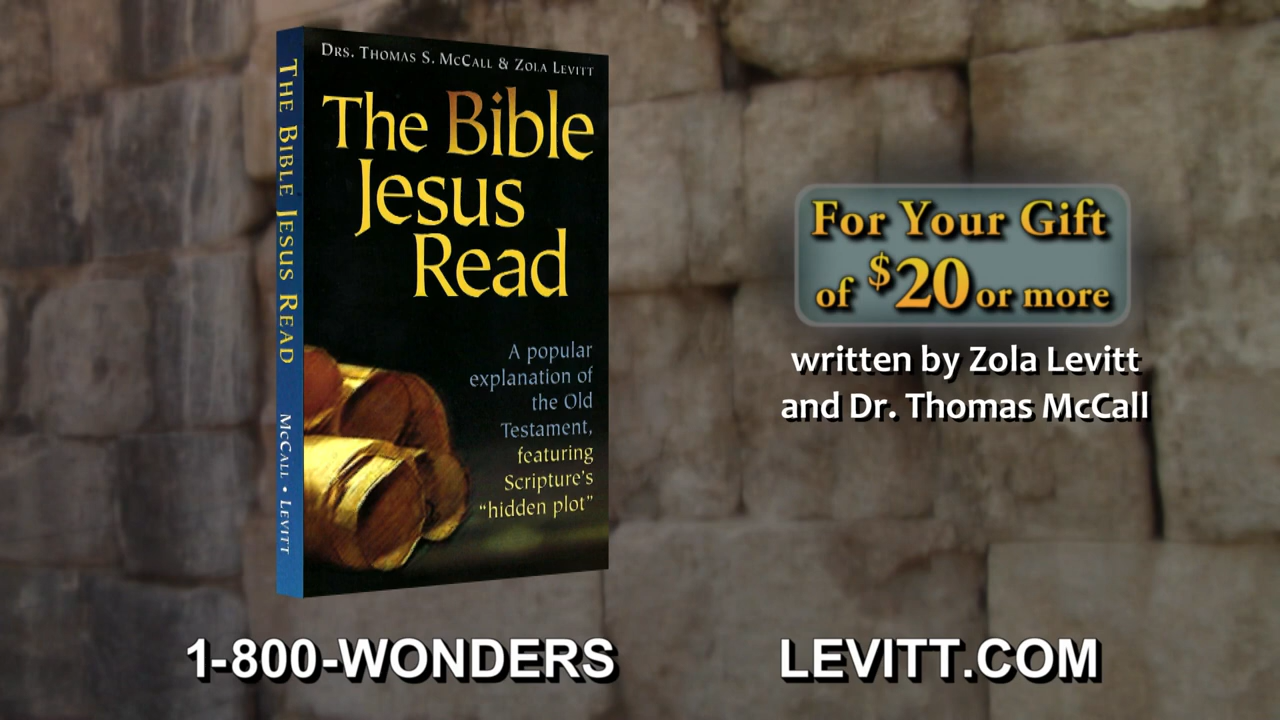 THE BIBLE JESUS READ MCCALL • LEVITT
DRS. THOMAS S. MCCALL & ZOLA LEVITT
The Bible
Jesus
Read
A popular
explanation of
the Old
Testament,
featuring
Scripture's
"hidden plot"
For Your Gift
of $20 or more
written by Zola Levitt
and Dr. Thomas McCall
1-800-WONDERS
LEVITT.COM